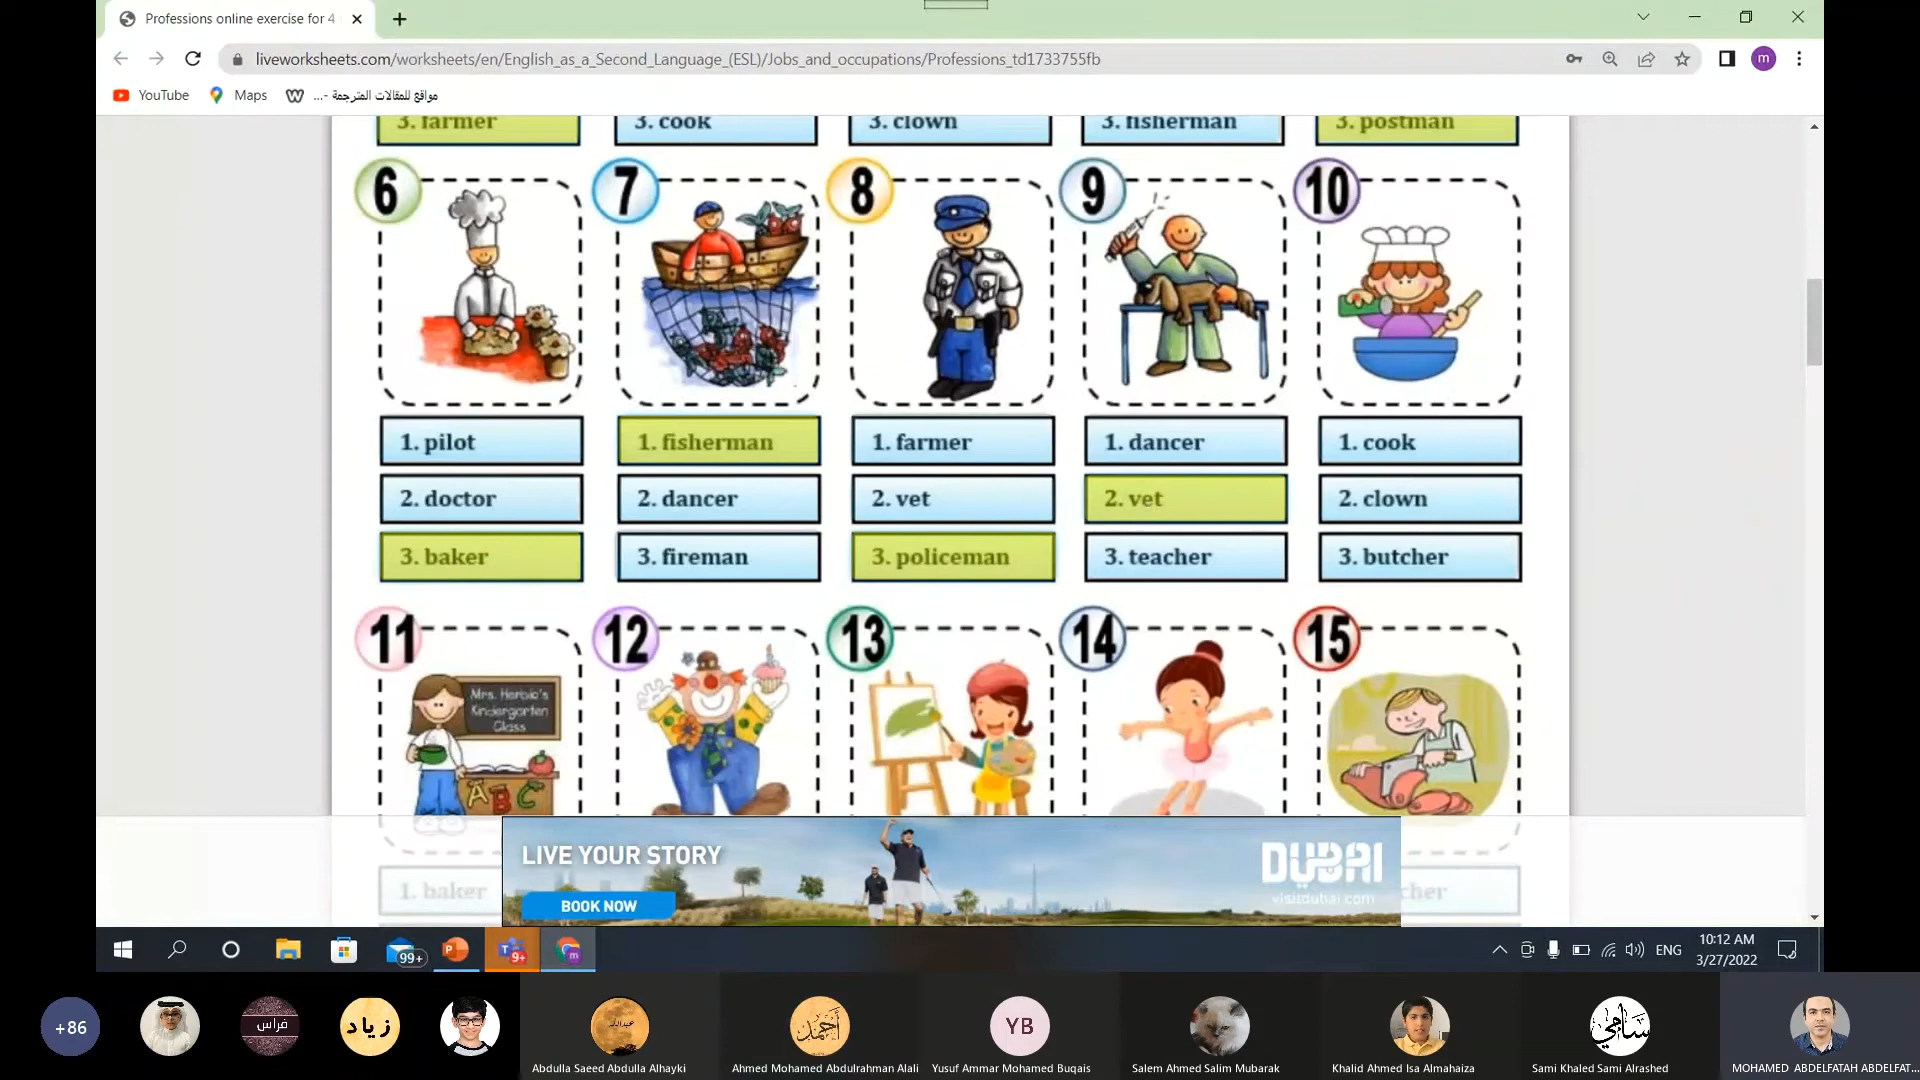 Professions online exercise for 4
liveworksheets.com/worksheets/en/English_as_a_Second_Language_(ESL)/Jobs_and_occupations/Professions_td1733755fb
m
YouTube
Maps
مواقع للمقالات المترجمة -...
3. farmer
3. cook
3. clown
3. fisherman
3. postman
6
7
8
9
10
1. pilot
1. fisherman
1. farmer
1. dancer
1. cook
2. doctor
2. dancer
2. vet
2. vet
2. clown
3. baker
3. fireman
3. policeman
3. teacher
3. butcher
11
12
13
14
15
Mrs. Herbic's
Kindergarten
Class
ABC
1. baker
cher
LIVE YOUR STORY
BOOK NOW
DUBAI
visitdubai.com
99+
9+
ENG
10:12 AM
3/27/2022
+86
فراس
زياد
أحمد
YB
سامي
Abdulla Saeed Abdulla Alhayki
Ahmed Mohamed Abdulrahman Alali
Yusuf Ammar Mohamed Buqais
Salem Ahmed Salim Mubarak
Khalid Ahmed Isa Almahaiza
Sami Khaled Sami Alrashed
MOHAMED ABDELFATAH ABDELFAT...